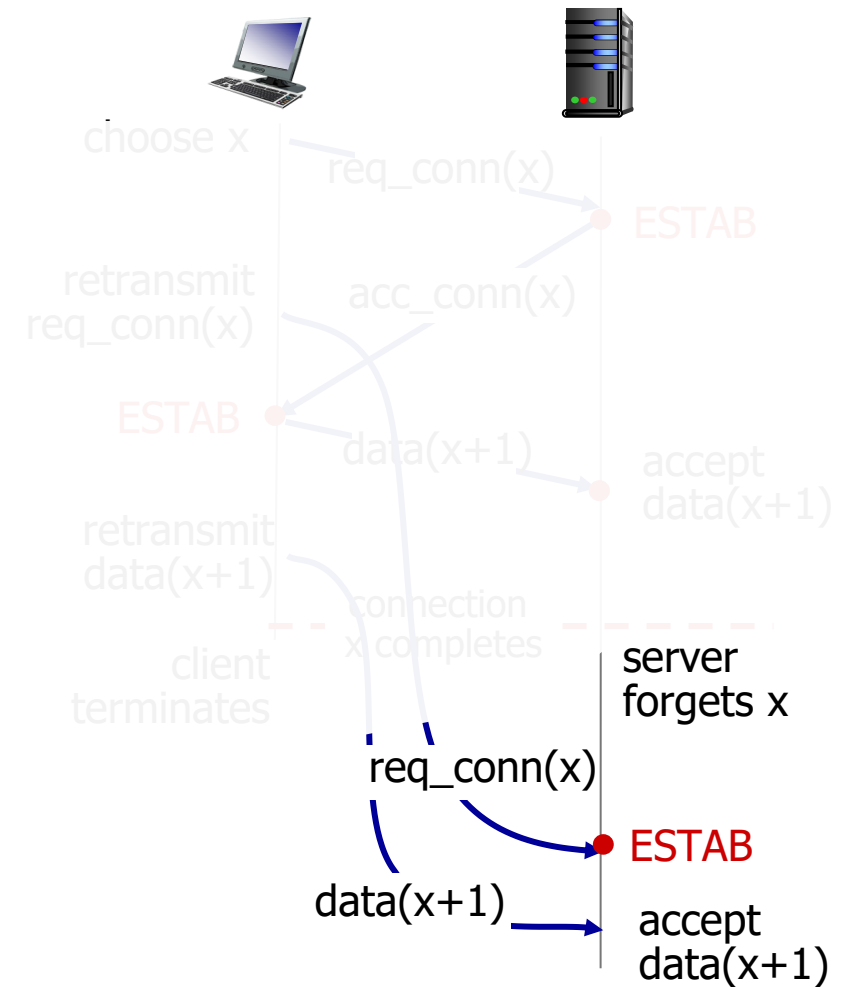 choose x
req_conn(x)
ESTAB
retransmit
req_conn(x)
acc_conn(x)
ESTAB
data(x+1)
accept
data(x+1)
retransmit
data(x+1)
connection
x completes
client
terminates
server
forgets x
req_conn(x)
ESTAB
data(x+1)
accept
data(x+1)